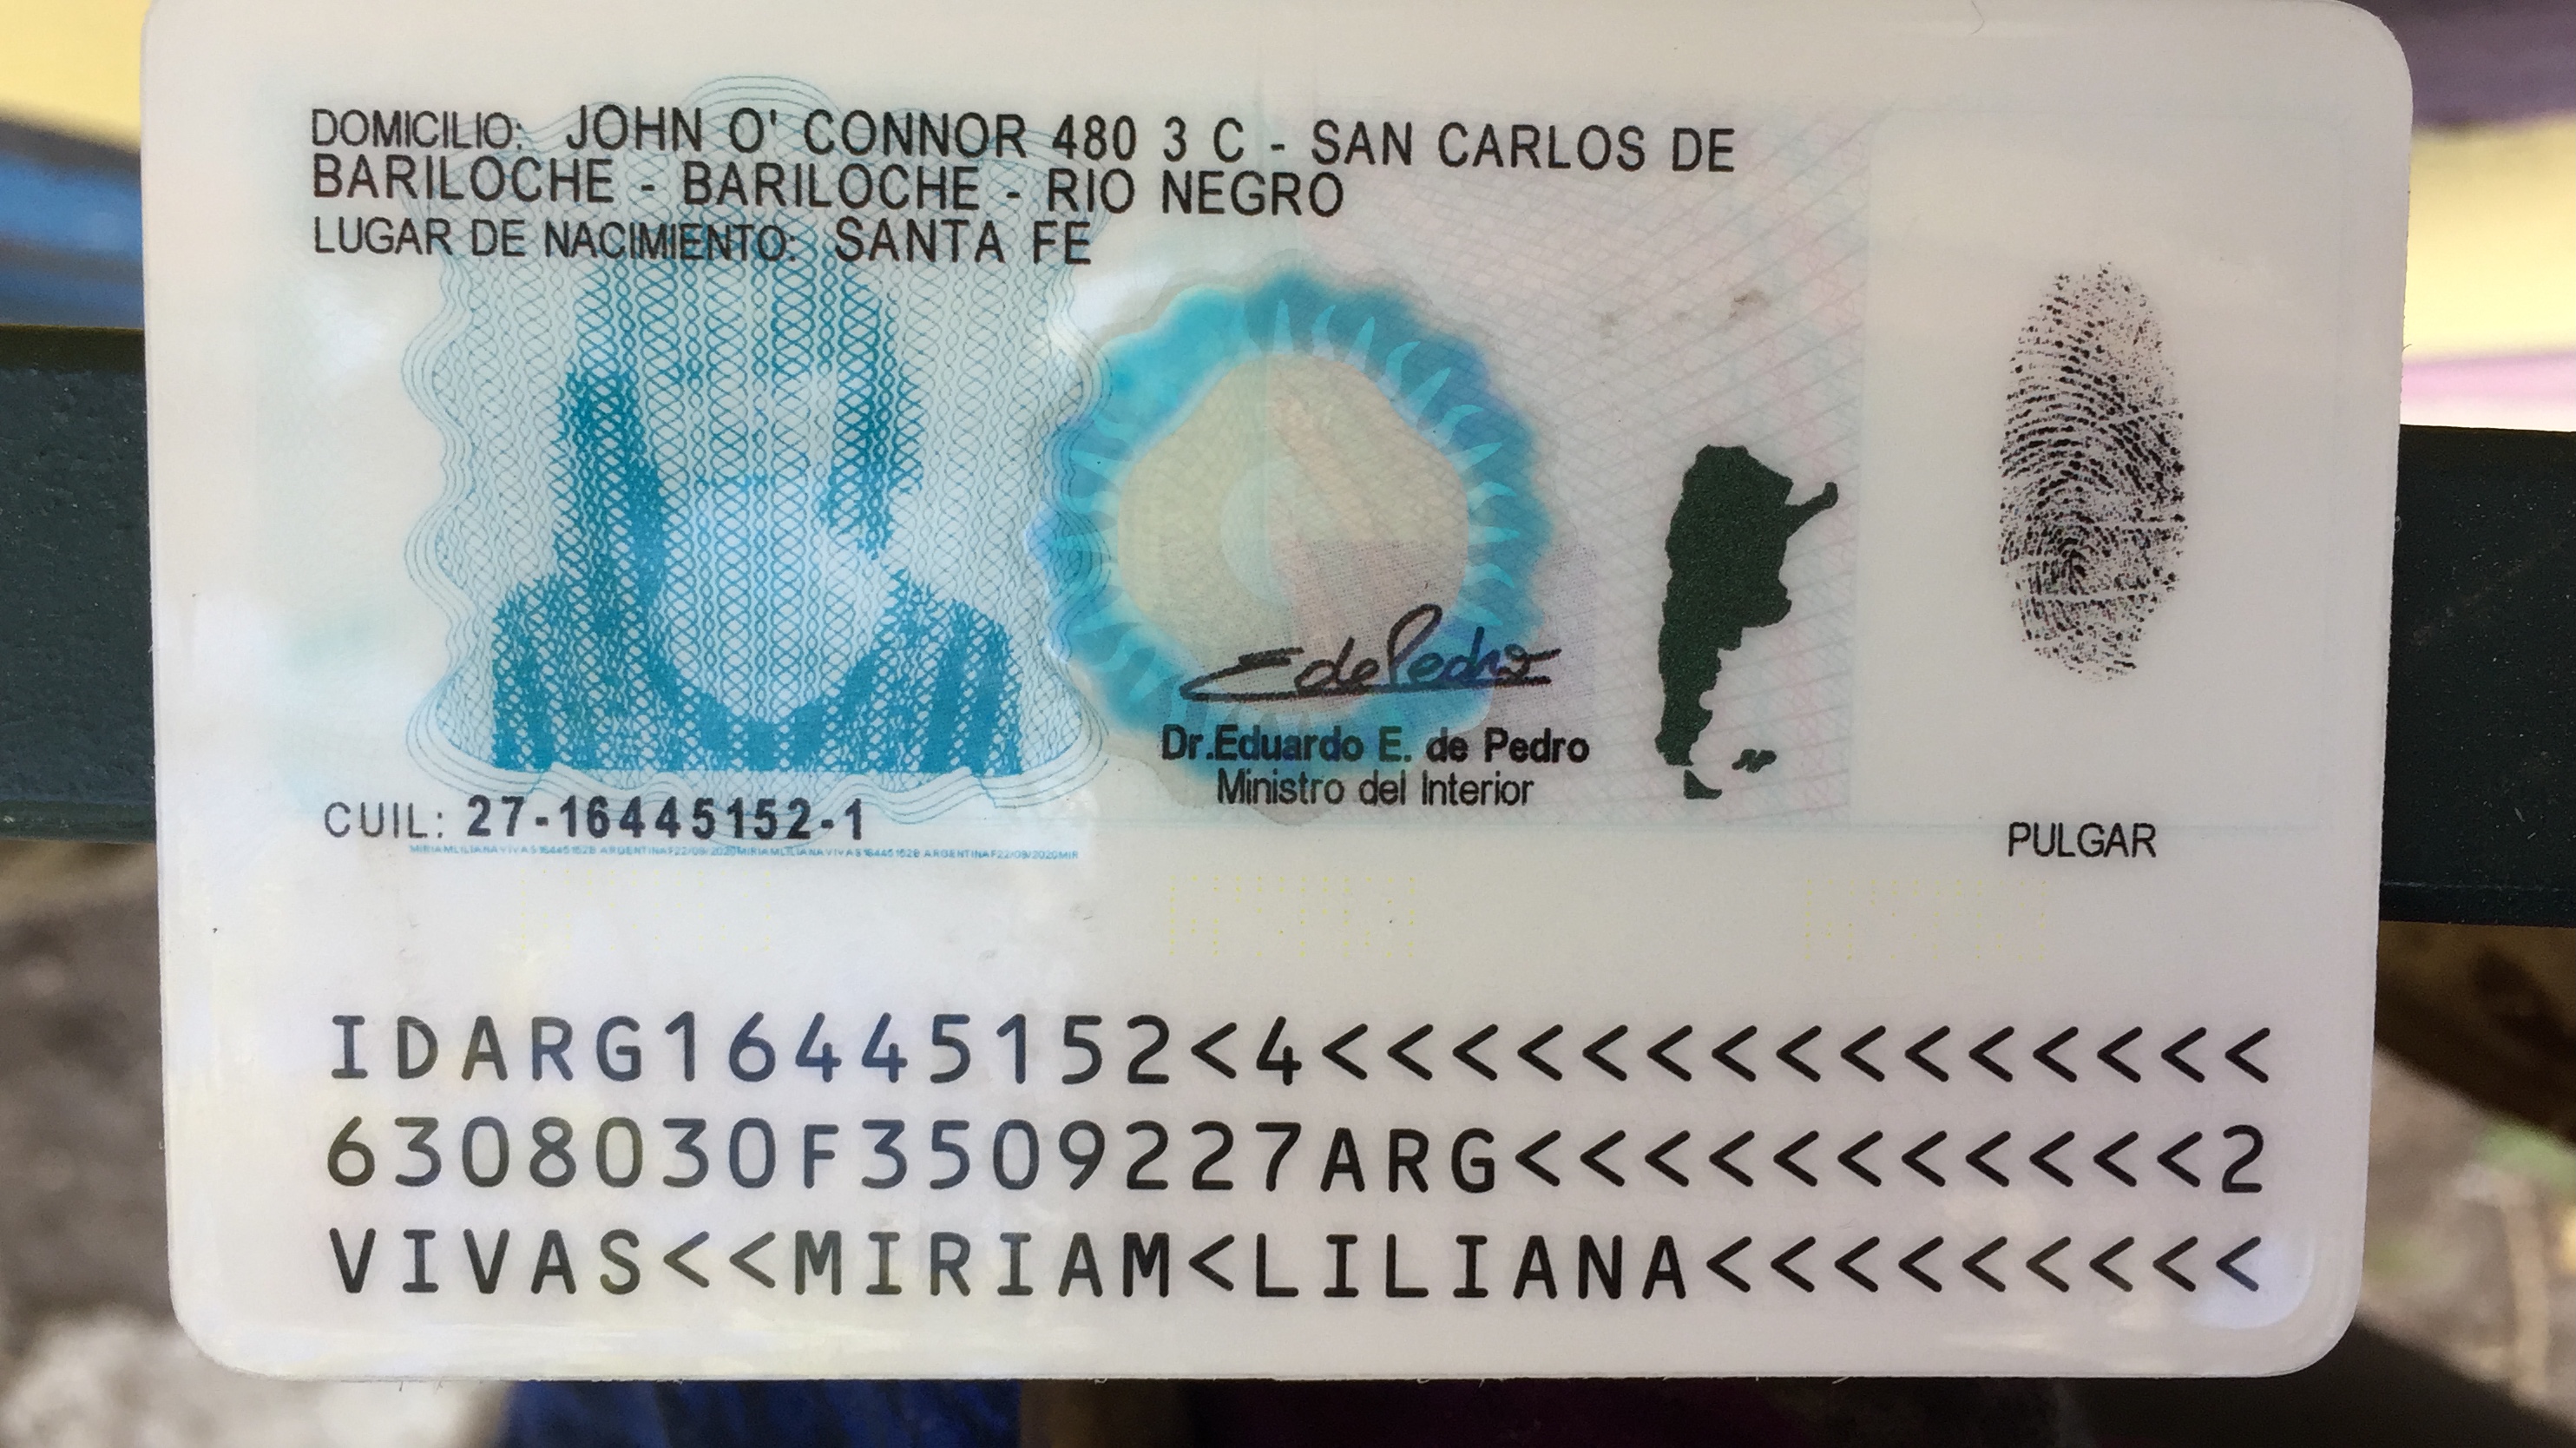 DOMICILIO: JOHN O' CONNOR 480 3 C - SAN CARLOS DE
BARILOCHE - BARILOCHE - RIO NEGRO
LUGAR DE NACIMIENTO: SANTA FE
Dr.Eduardo E. de Pedro
Ministro del Interior
CUIL: 27-16445152-1
PULGAR
IDARG16445152<4<<<<<<<<<<<<<<<
6308030F3509227ARG<<<<<<<<<<<2
VIVAS<<MIRIAM<LILIANA<<<<<<<<<